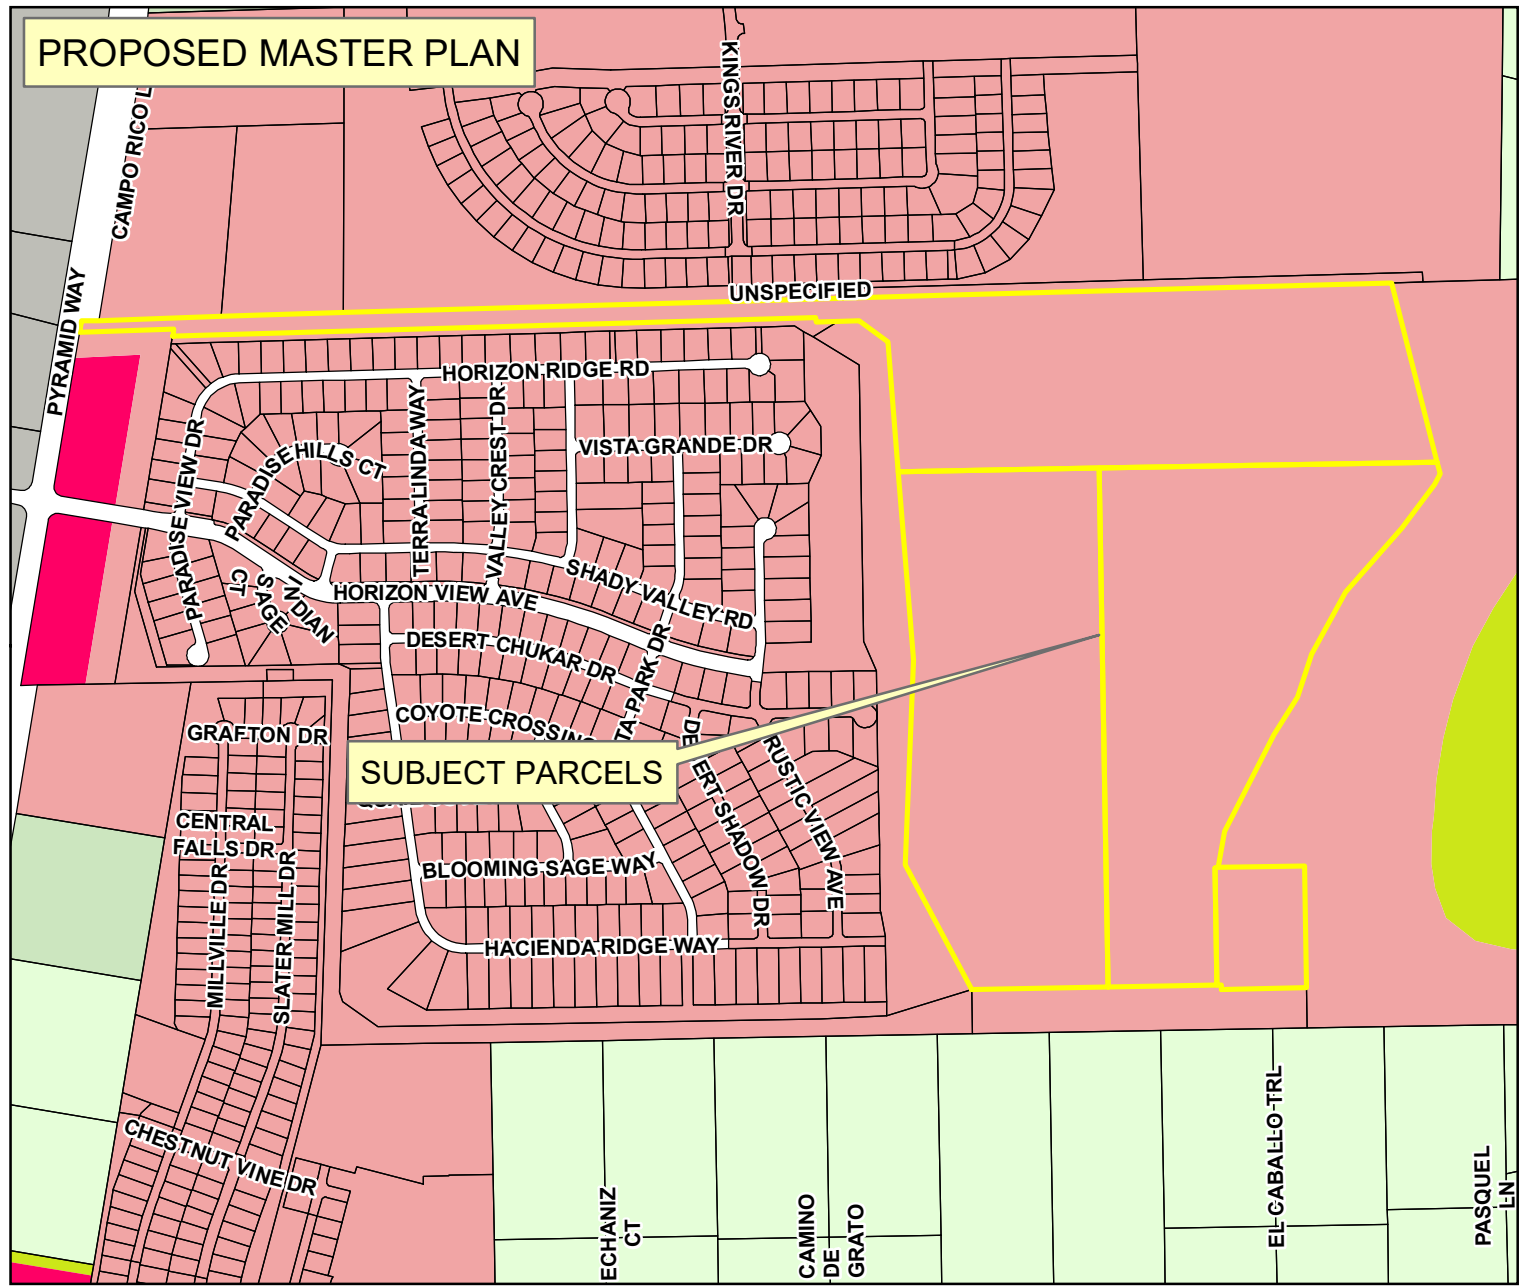 PROPOSED MASTER PLAN
KINGS RIVER DR
CAMPO RICO
UNSPECIFIED
PYRAMID WAY
HORIZON RIDGE RD
TERRA LINDA WAY
VALLEY CREST DR
VISTA GRANDE DR
PARADISE VIEW DR
PARADISE HILLS CT
SHADY VALLEY RD
HORIZON VIEW AVE
INDIAN
SAGE
CT
DESERT CHUKAR DR
PARK DR
COYOTE CROSSING
GRAFTON DR
SUBJECT PARCELS
RUSTIC VIEW AVE
SHADOW DR
CENTRAL
FALLS DR
BLOOMING SAGE WAY
MILLVILLE DR
SLATER MILL DR
HACIENDA RIDGE WAY
CHESTNUT VINE DR
ECHANIZ
CT
CAMINO
DE
GRATO
EL CABALLO TRL
PASQUEL
LN